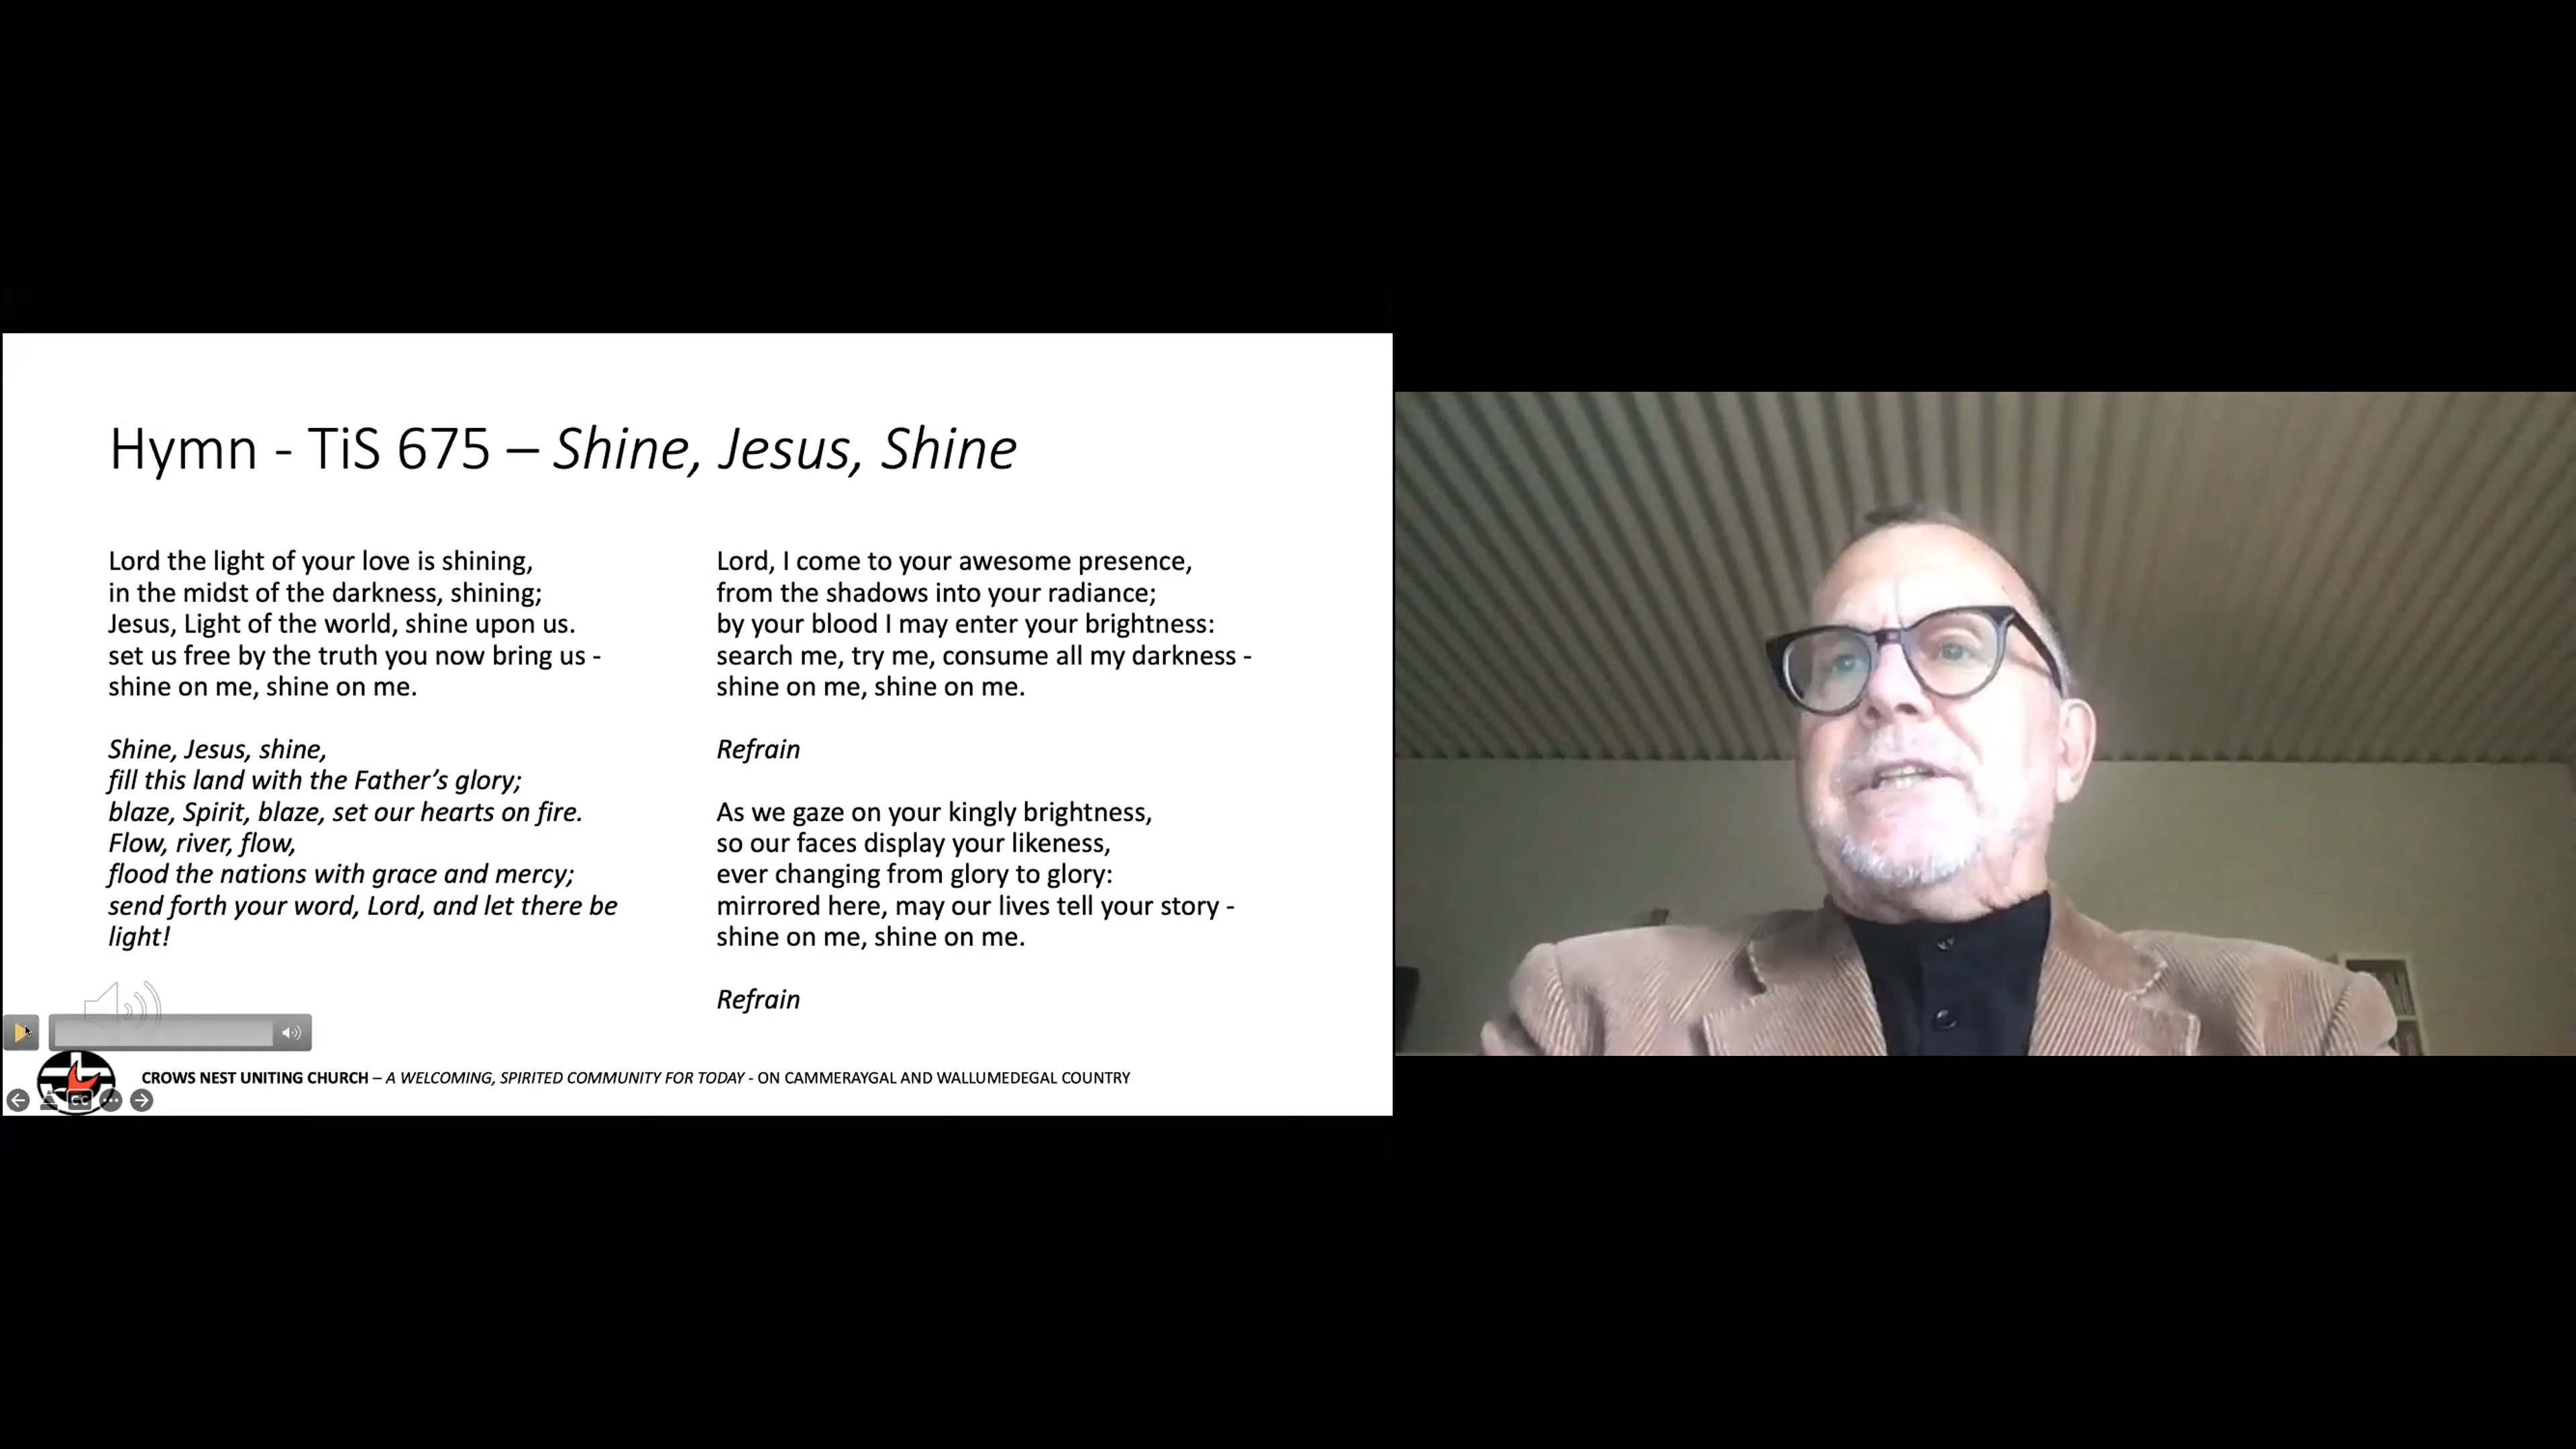 Hymn - TiS 675 – Shine, Jesus, Shine
Lord the light of your love is shining,
in the midst of the darkness, shining;
Jesus, Light of the world, shine upon us.
set us free by the truth you now bring us -
shine on me, shine on me.
Shine, Jesus, shine,
fill this land with the Father’s glory;
blaze, Spirit, blaze, set our hearts on fire.
Flow, river, flow,
flood the nations with grace and mercy;
send forth your word, Lord, and let there be
light!
Lord, I come to your awesome presence,
from the shadows into your radiance;
by your blood I may enter your brightness:
search me, try me, consume all my darkness -
shine on me, shine on me.
Refrain
As we gaze on your kingly brightness,
so our faces display your likeness,
ever changing from glory to glory:
mirrored here, may our lives tell your story -
shine on me, shine on me.
Refrain
CROWS NEST UNITING CHURCH – A WELCOMING, SPIRITED COMMUNITY FOR TODAY - ON CAMMERAYGAL AND WALLUMEDEGAL COUNTRY
CC